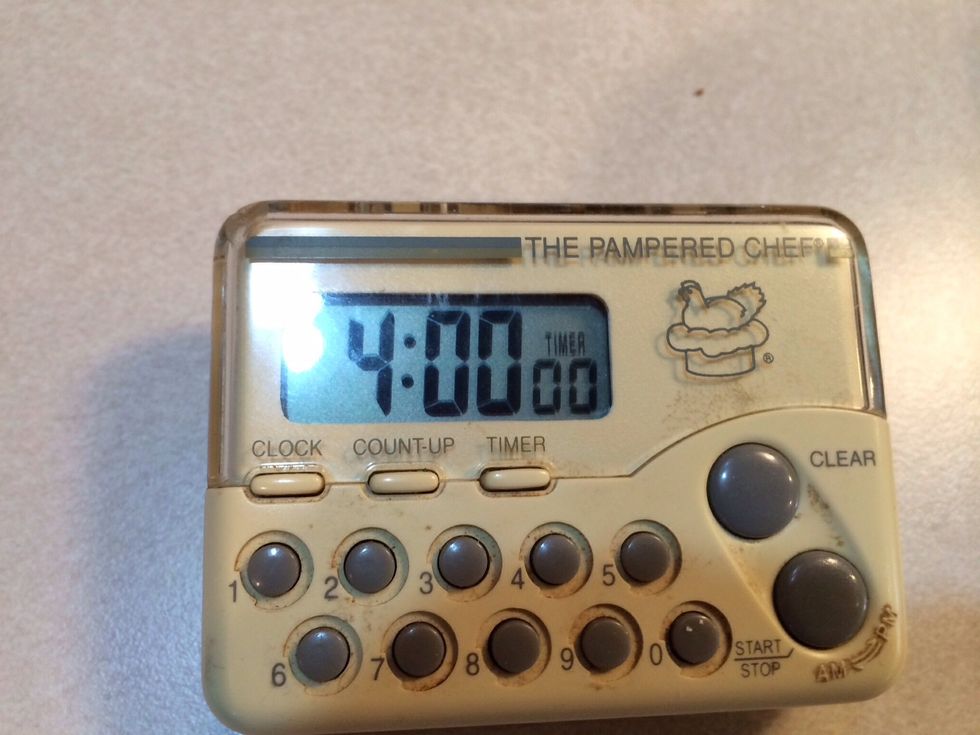 THE PAMPERED CHEF®
4:00 00
TIMER
®
CLOCK COUNT-UP TIMER
CLEAR
1 2 3 4 5
6 7 8 9 0
START
STOP
AM PM